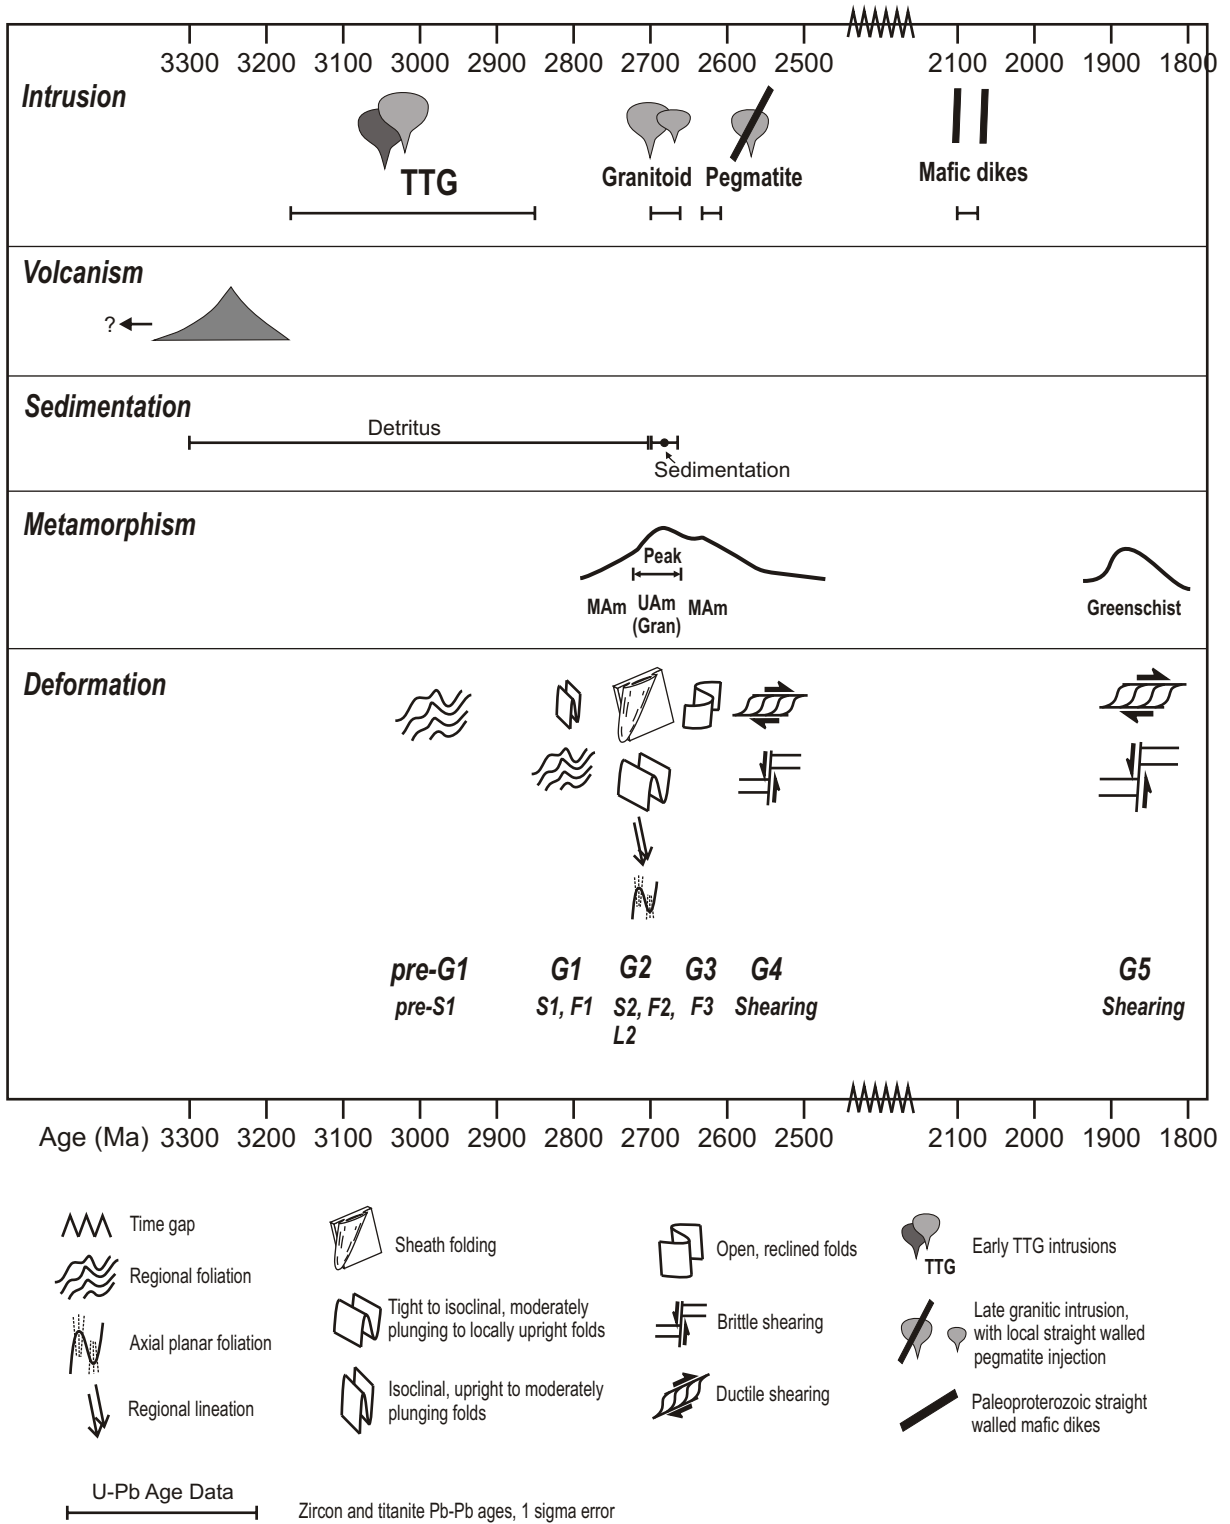 3300 3200 3100 3000 2900 2800 2700 2600 2500 2100 2000 1900 1800
Intrusion
TTG
Granitoid
Pegmatite
Mafic dikes
Volcanism
?
Sedimentation
Detritus
Sedimentation
Metamorphism
Peak
MAm
UAm
(Gran)
MAm
Greenschist
Deformation
pre-G1
pre-S1
G1
S1, F1
G2
S2, F2,
L2
G3
F3
G4
Shearing
G5
Shearing
Age (Ma) 3300 3200 3100 3000 2900 2800 2700 2600 2500 2100 2000 1900 1800
Time gap
Regional foliation
Axial planar foliation
Regional lineation
Sheath folding
Tight to isoclinal, moderately
plunging to locally upright folds
Isoclinal, upright to moderately
plunging folds
Open, reclined folds
Brittle shearing
Ductile shearing
TTG
Early TTG intrusions
Late granitic intrusion,
with local straight walled
pegmatite injection
Paleoproterozoic straight
walled mafic dikes
U-Pb Age Data
Zircon and titanite Pb-Pb ages, 1 sigma error